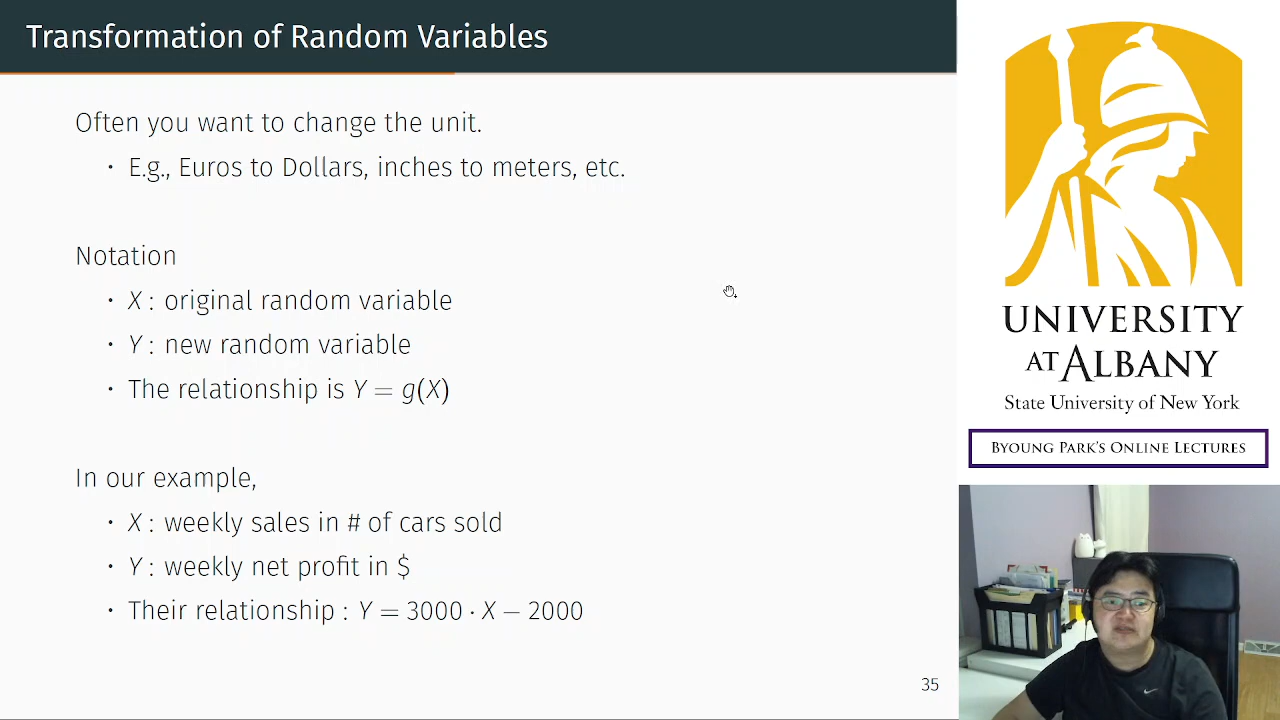 Transformation of Random Variables
Often you want to change the unit.
· E.g., Euros to Dollars, inches to meters, etc.
Notation
· X : original random variable
· Y : new random variable
· The relationship is Y = g(X)
In our example,
· X : weekly sales in # of cars sold
· Y : weekly net profit in $
· Their relationship : Y = 3000 · X − 2000
35
UNIVERSITY
AT ALBANY
State University of New York
BYOUNG PARK'S ONLINE LECTURES